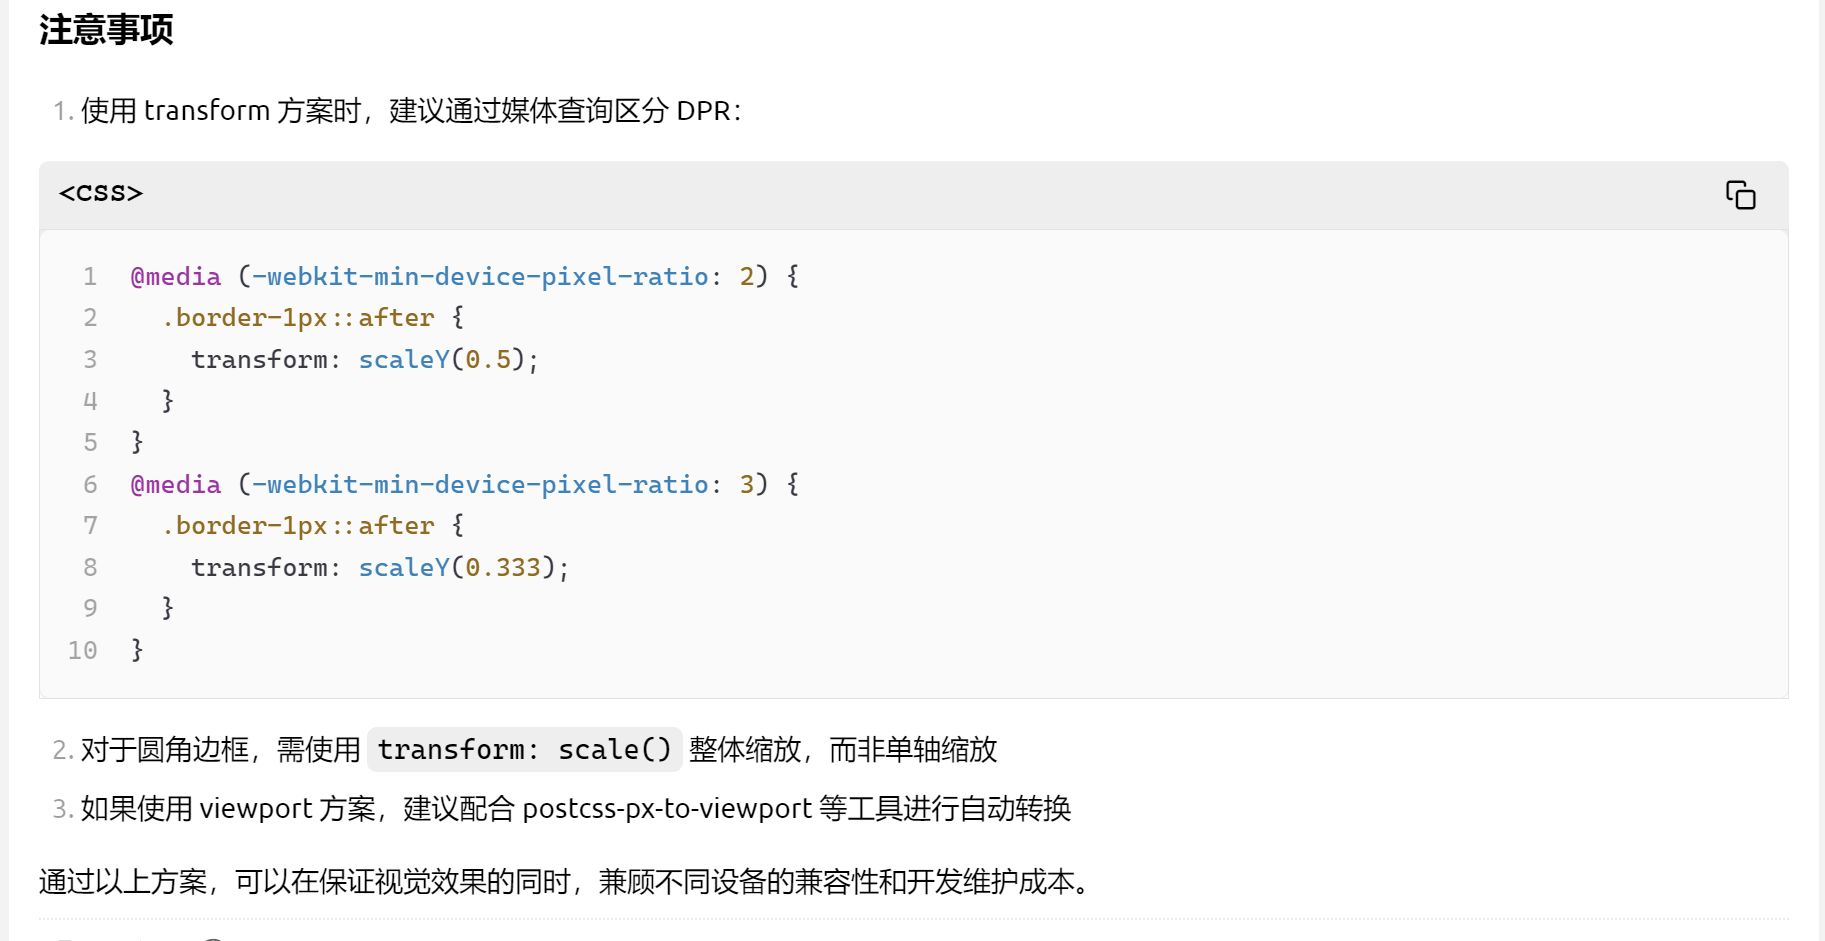 注意事项
1. 使用 transform 方案时，建议通过媒体查询区分 DPR：
<CSS>
1 @media (-webkit-min-device-pixel-ratio: 2) {
2   .border-1px::after {
3     transform: scaleY(0.5);
4   }
5 }
6 @media (-webkit-min-device-pixel-ratio: 3) {
7   .border-1px::after {
8     transform: scaleY(0.333);
9   }
10 }
2. 对于圆角边框，需使用 transform: scale() 整体缩放，而非单轴缩放
3. 如果使用 viewport 方案，建议配合 postcss-px-to-viewport 等工具进行自动转换
通过以上方案，可以在保证视觉效果的同时，兼顾不同设备的兼容性和开发维护成本。